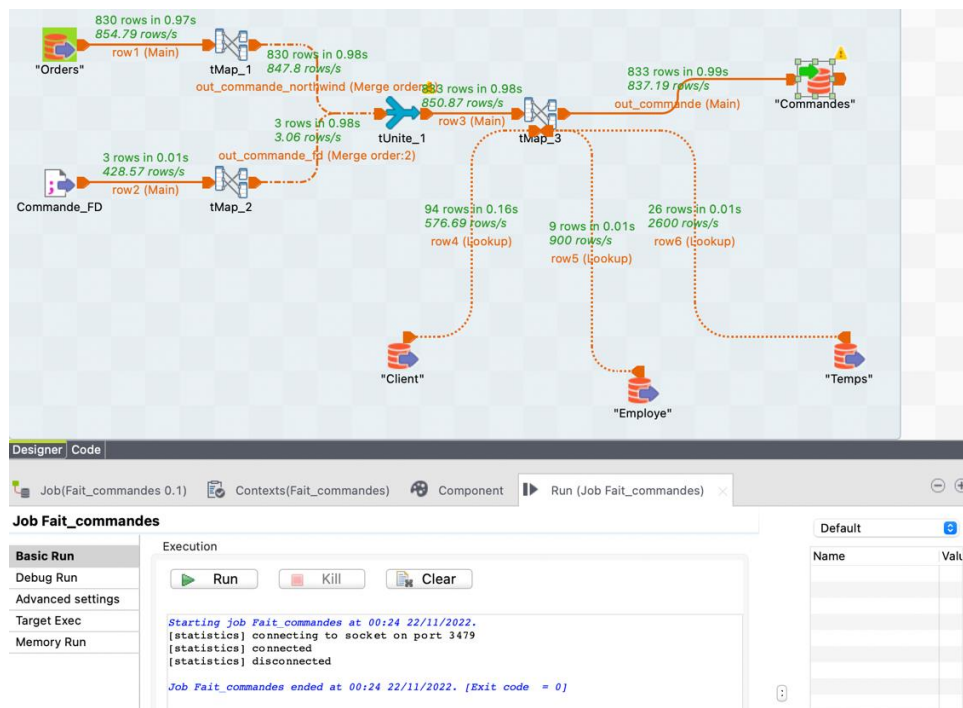 830 rows in 0.97s
854.79 rows/s
row1 (Main)
"Orders"
tMap_1
830 rows in 0.98s
847.8 rows/s
out_commande_northwind (Merge order:1)
833 rows in 0.98s
850.87 rows/s
row3 (Main)
tUnite_1
tMap_3
833 rows in 0.99s
837.19 rows/s
out_commande (Main)
"Commandes"
3 rows in 0.98s
3.06 rows/s
out_commande_fd (Merge order:2)
3 rows in 0.01s
428.57 rows/s
row2 (Main)
Commande_FD
tMap_2
94 rows in 0.16s
576.69 rows/s
row4 (Lookup)
9 rows in 0.01s
900 rows/s
row5 (Lookup)
26 rows in 0.01s
2600 rows/s
row6 (Lookup)
"Client"
"Employe"
"Temps"
Designer Code
Job(Fait_commandes 0.1) Contexts(Fait_commandes) Component Run (Job Fait_commandes)
Job Fait_commandes
Default
Basic Run
Debug Run
Advanced settings
Target Exec
Memory Run
Execution
Run Kill Clear
Name Valu
Starting job Fait_commandes at 00:24 22/11/2022.
[statistics] connecting to socket on port 3479
[statistics] connected
[statistics] disconnected
Job Fait_commandes ended at 00:24 22/11/2022. [Exit code = 0]